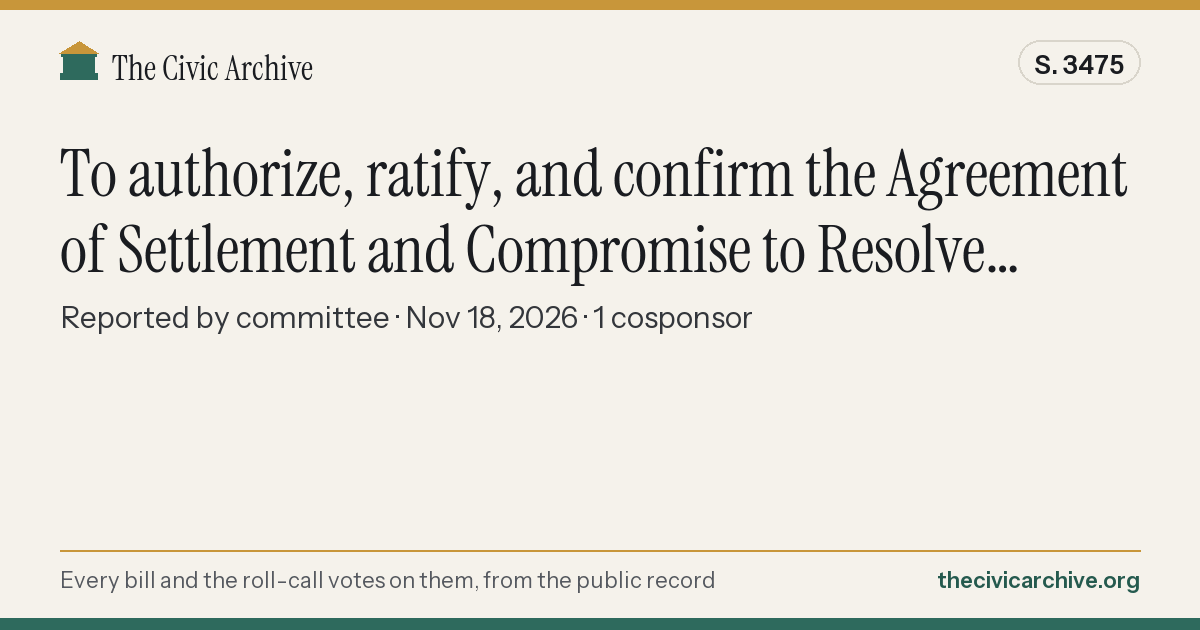 The Civic Archive
S. 3475
To authorize, ratify, and confirm the Agreement
of Settlement and Compromise to Resolve...
Reported by committee · Nov 18, 2026 · 1 cosponsor
Every bill and the roll-call votes on them, from the public record
thecivicarchive.org